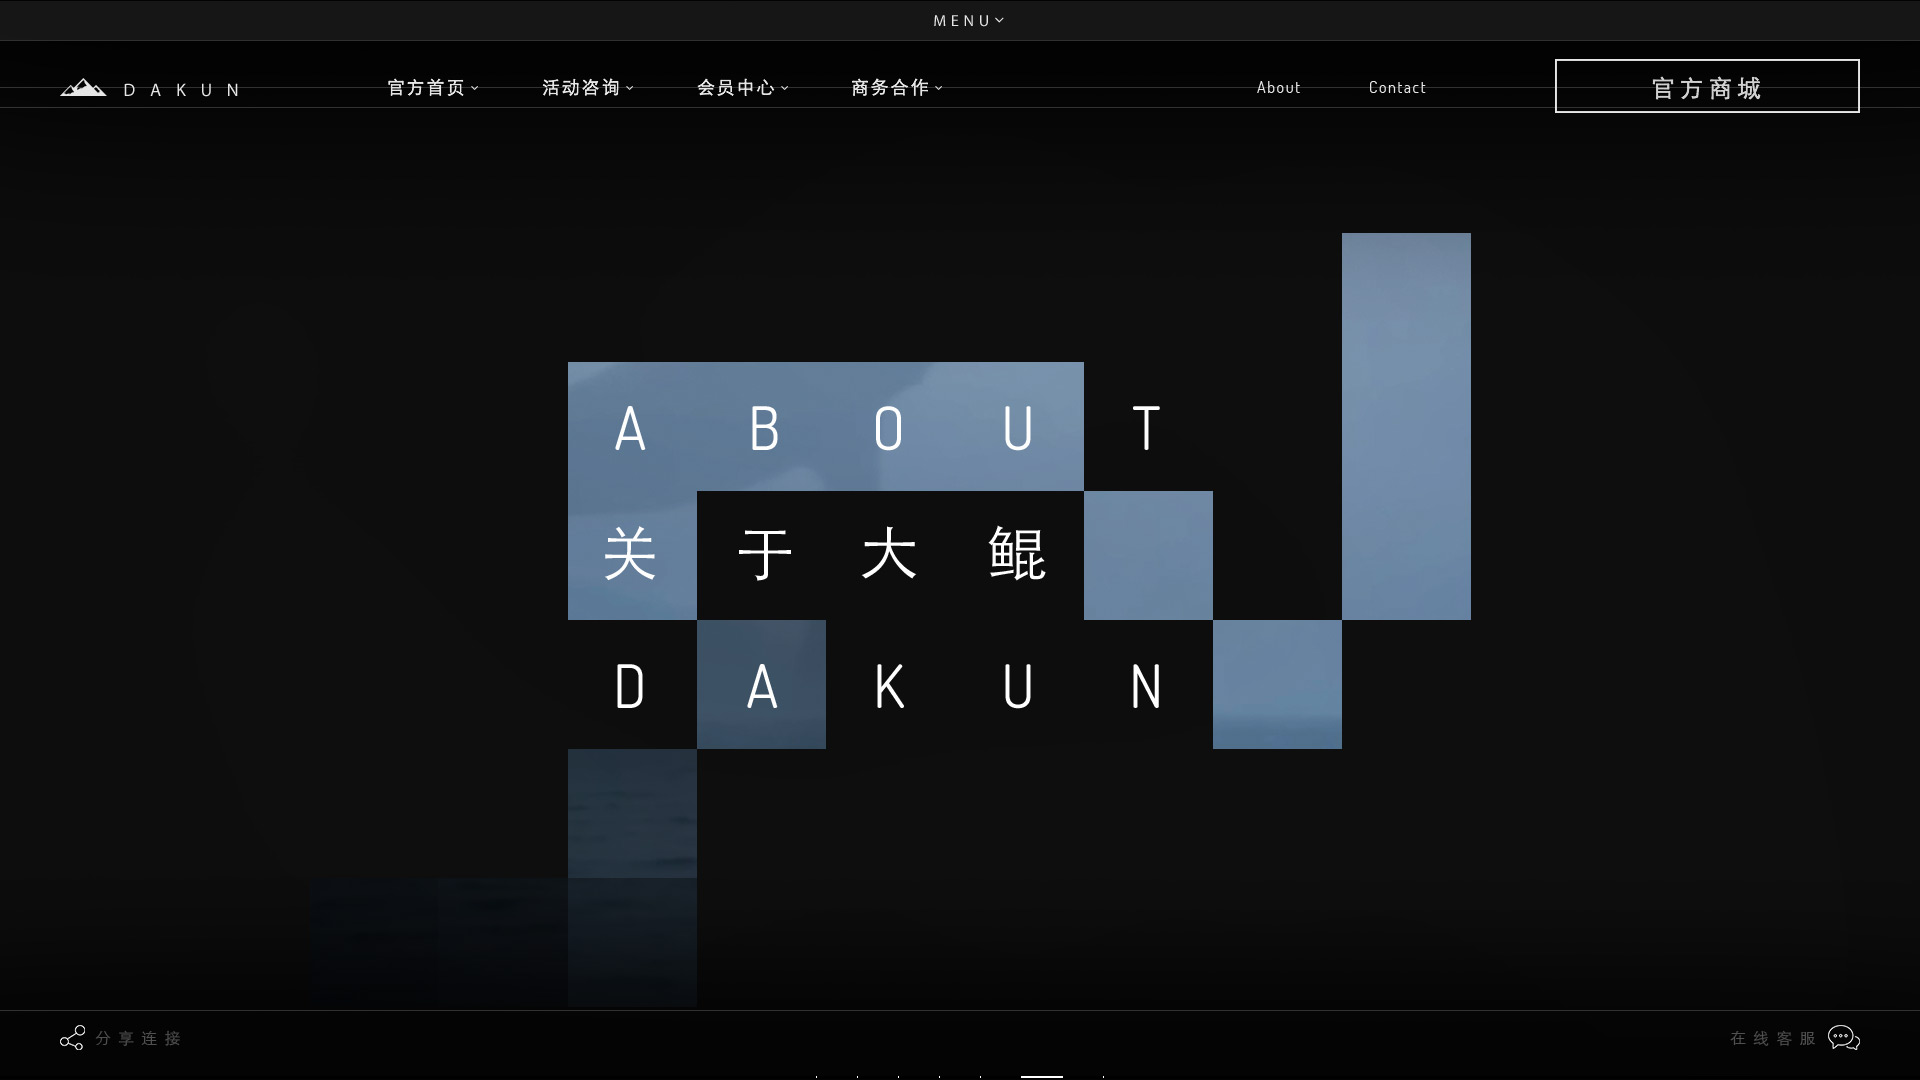 MENU
DAKUN
官方首页
活动咨询
会员中心
商务合作
About
Contact
官方商城
ABOUT
关于大鲲
DAKUN
分享连接
在线客服